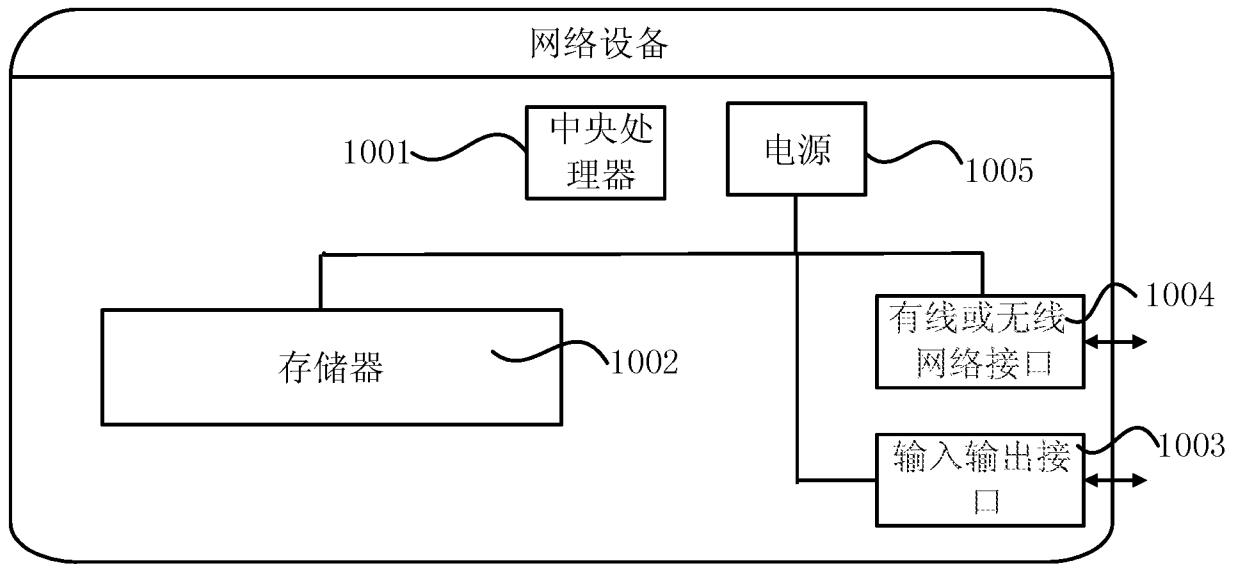 网络设备
1001
中央处
理器
电源
1005
存储器
1002
有线或无线
网络接口
1004
输入输出接
口
1003